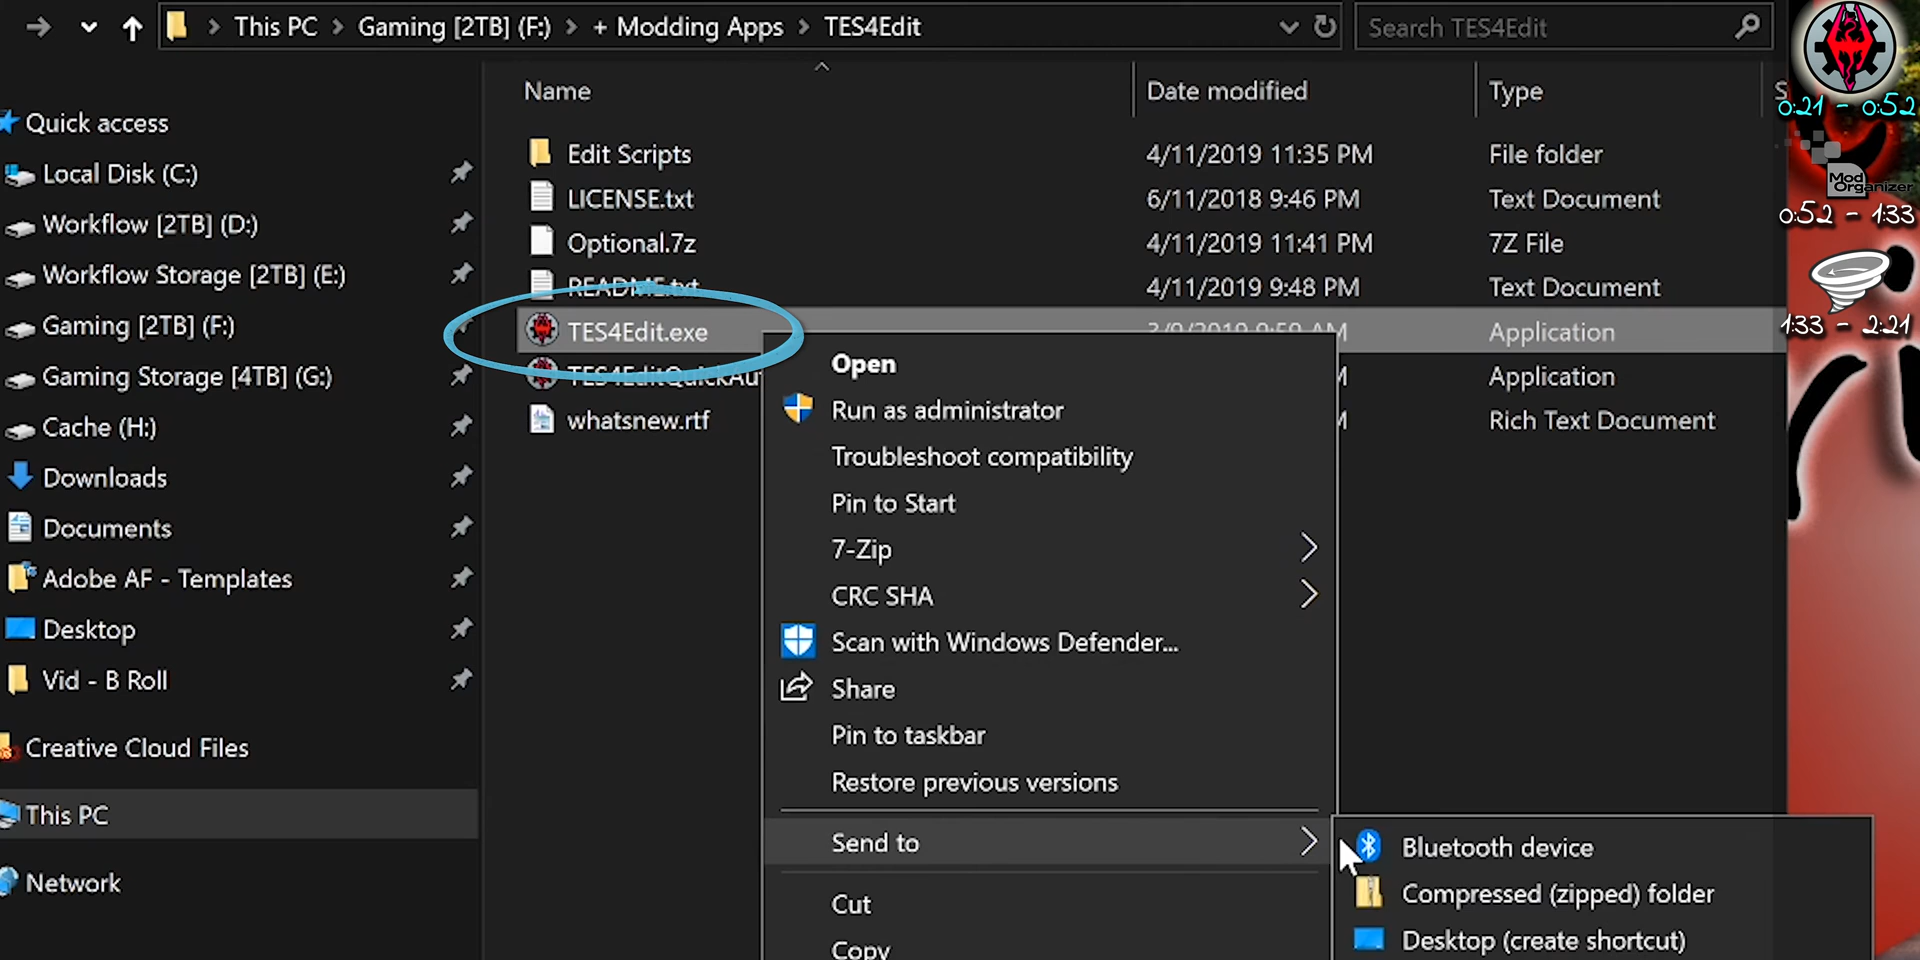 This PC > Gaming [2TB] (F:) > + Modding Apps > TES4Edit
Search TES4Edit
Name
Date modified
Type
Quick access
Local Disk (C:)
Workflow [2TB] (D:)
Workflow Storage [2TB] (E:)
Gaming [2TB] (F:)
Gaming Storage [4TB] (G:)
Cache (H:)
Downloads
Documents
Adobe AF - Templates
Desktop
Vid - B Roll
Creative Cloud Files
This PC
Network
Edit Scripts 4/11/2019 11:35 PM File folder
LICENSE.txt 6/11/2018 9:46 PM Text Document
Optional.7z 4/11/2019 11:41 PM 7Z File
README.txt 4/11/2019 9:48 PM Text Document
TES4Edit.exe Application
TES4EditQuickAu Application
whatsnew.rtf Rich Text Document
Open
Run as administrator
Troubleshoot compatibility
Pin to Start
7-Zip
CRC SHA
Scan with Windows Defender...
Share
Pin to taskbar
Restore previous versions
Send to
Cut
Copy
Bluetooth device
Compressed (zipped) folder
Desktop (create shortcut)
0:21 - 0:52
Mod
Organizer
0:52 - 1:33
1:33 - 2:21